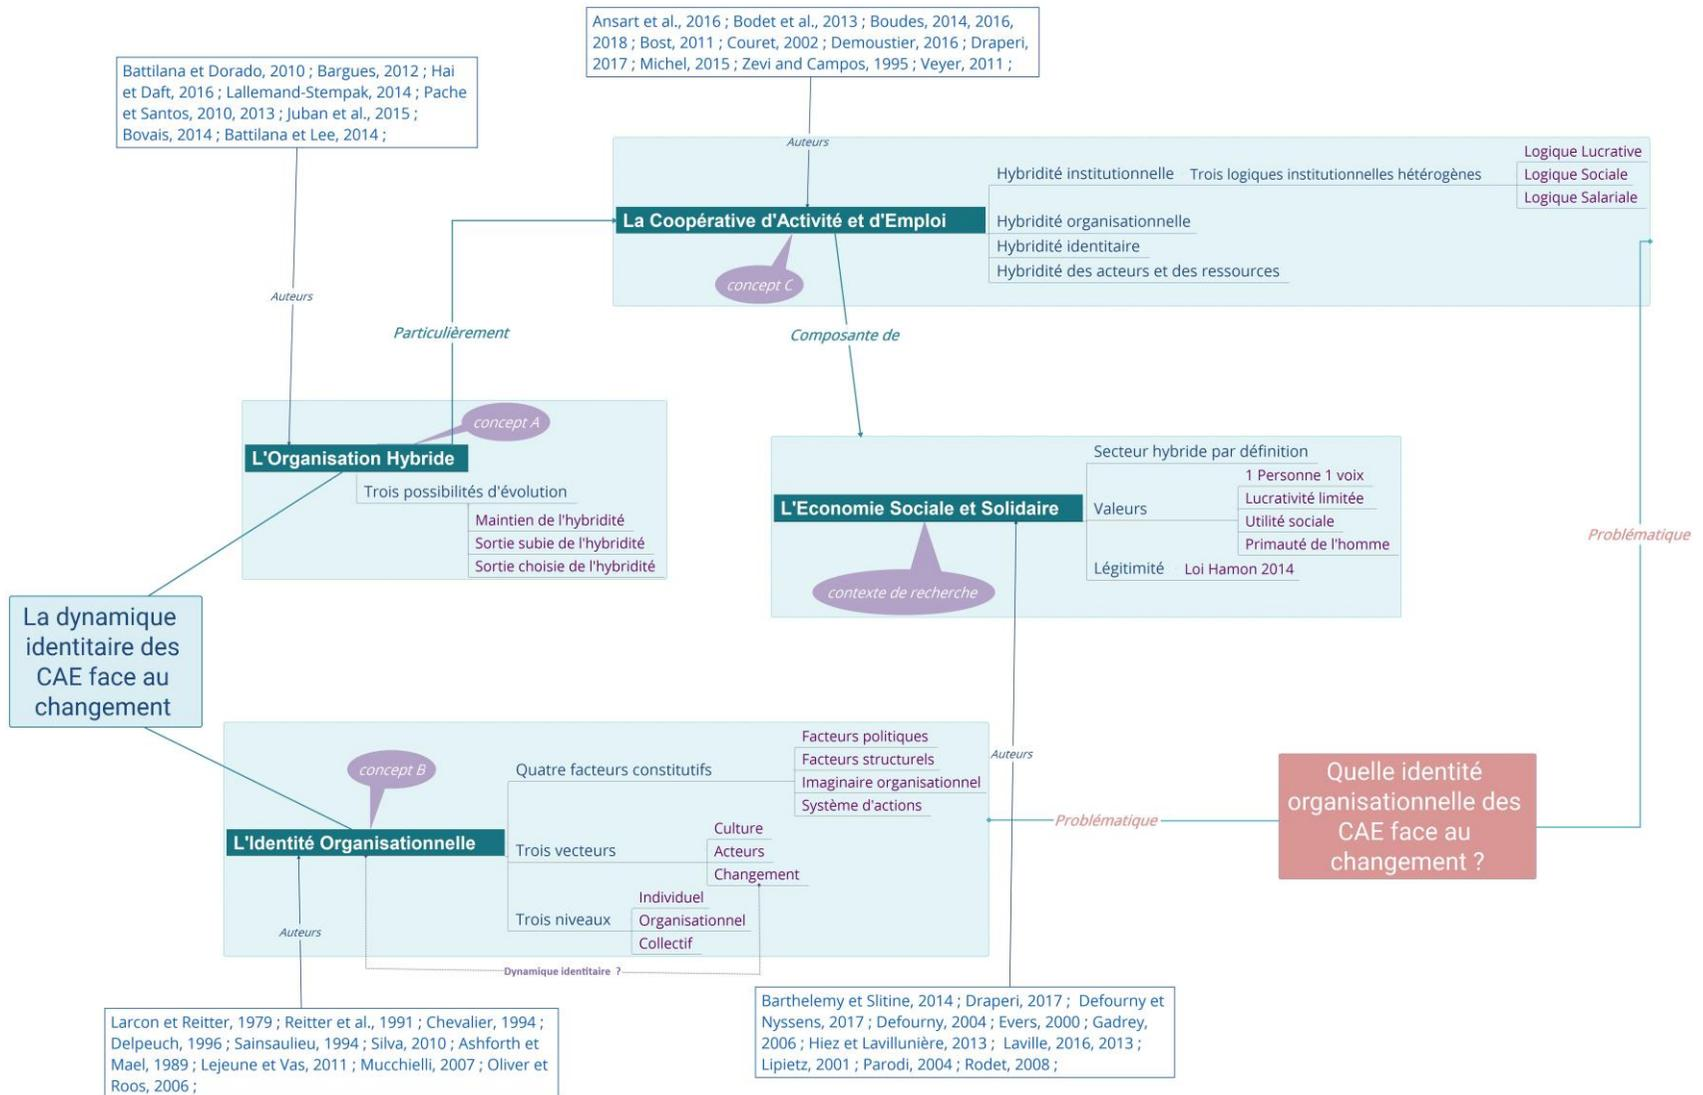 Ansart et al., 2016 ; Bodet et al., 2013 ; Boudes, 2014, 2016,
2018 ; Bost, 2011 ; Couret, 2002 ; Demoustier, 2016 ; Draperi,
2017 ; Michel, 2015 ; Zevi and Campos, 1995 ; Veyer, 2011 ;
Battilana et Dorado, 2010 ; Bargues, 2012 ; Hai
et Daft, 2016 ; Lallemand-Stempak, 2014 ; Pache
et Santos, 2010, 2013 ; Juban et al., 2015 ;
Bovais, 2014 ; Battilana et Lee, 2014 ;
Auteurs
La Coopérative d'Activité et d'Emploi
concept C
Hybridité institutionnelle
Trois logiques institutionnelles hétérogènes
Logique Lucrative
Logique Sociale
Logique Salariale
Hybridité organisationnelle
Hybridité identitaire
Hybridité des acteurs et des ressources
Auteurs
Particulièrement
Composante de
concept A
L'Organisation Hybride
Trois possibilités d'évolution
Maintien de l'hybridité
Sortie subie de l'hybridité
Sortie choisie de l'hybridité
L'Economie Sociale et Solidaire
contexte de recherche
Secteur hybride par définition
Valeurs
1 Personne 1 voix
Lucrativité limitée
Utilité sociale
Primauté de l'homme
Légitimité
Loi Hamon 2014
Problématique
La dynamique
identitaire des
CAE face au
changement
concept B
L'Identité Organisationnelle
Quatre facteurs constitutifs
Facteurs politiques
Facteurs structurels
Imaginaire organisationnel
Système d'actions
Trois vecteurs
Culture
Acteurs
Changement
Trois niveaux
Individuel
Organisationnel
Collectif
Dynamique identitaire ?
Auteurs
Auteurs
Problématique
Quelle identité
organisationnelle des
CAE face au
changement ?
Larcon et Reitter, 1979 ; Reitter et al., 1991 ; Chevalier, 1994 ;
Delpeuch, 1996 ; Sainsaulieu, 1994 ; Silva, 2010 ; Ashforth et
Mael, 1989 ; Lejeune et Vas, 2011 ; Mucchielli, 2007 ; Oliver et
Roos, 2006 ;
Barthelemy et Slitine, 2014 ; Draperi, 2017 ; Defourny et
Nyssens, 2017 ; Defourny, 2004 ; Evers, 2000 ; Gadrey,
2006 ; Hiez et Lavillunière, 2013 ; Laville, 2016, 2013 ;
Lipietz, 2001 ; Parodi, 2004 ; Rodet, 2008 ;